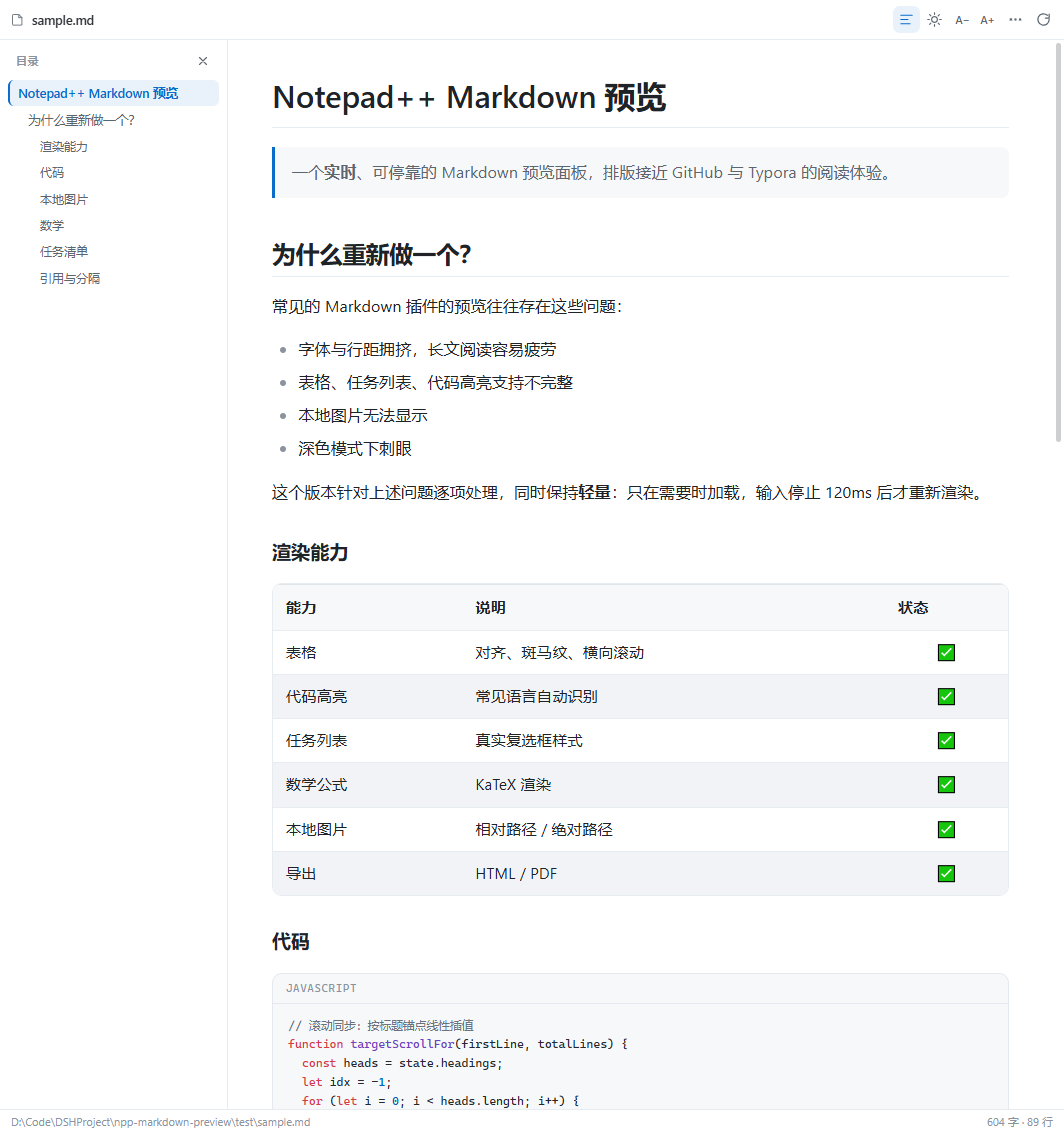 sample.md
A− A+
目录
Notepad++ Markdown 预览
为什么重新做一个?
渲染能力
代码
本地图片
数学
任务清单
引用与分隔
Notepad++ Markdown 预览
一个实时、可停靠的 Markdown 预览面板，排版接近 GitHub 与 Typora 的阅读体验。
为什么重新做一个?
常见的 Markdown 插件的预览往往存在这些问题：
字体与行距拥挤，长文阅读容易疲劳
表格、任务列表、代码高亮支持不完整
本地图片无法显示
深色模式下刺眼
这个版本针对上述问题逐项处理，同时保持轻量：只在需要时加载，输入停止 120ms 后才重新渲染。
渲染能力
能力 说明 状态
表格 对齐、斑马纹、横向滚动 ✅
代码高亮 常见语言自动识别 ✅
任务列表 真实复选框样式 ✅
数学公式 KaTeX 渲染 ✅
本地图片 相对路径 / 绝对路径 ✅
导出 HTML / PDF ✅
代码
JAVASCRIPT
// 滚动同步：按标题锚点线性插值
function targetScrollFor(firstLine, totalLines) {
const heads = state.headings;
let idx = -1;
for (let i = 0; i < heads.length; i++) {
D:\Code\DSHProject\npp-markdown-preview\test\sample.md
604 字 · 89 行